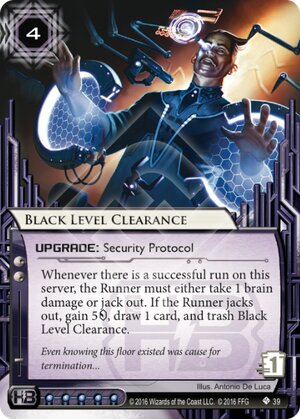 4
BLACK LEVEL CLEARANCE
UPGRADE: Security Protocol
Whenever there is a successful run on this
server, the Runner must either take 1 brain
damage or jack out. If the Runner jacks
out, gain 5, draw 1 card, and trash Black
Level Clearance.
Even knowing this floor existed was cause for
termination...
1
Illus. Antonio De Luca
HB
© 2016 Wizards of the Coast LLC. © 2016 FFG 39